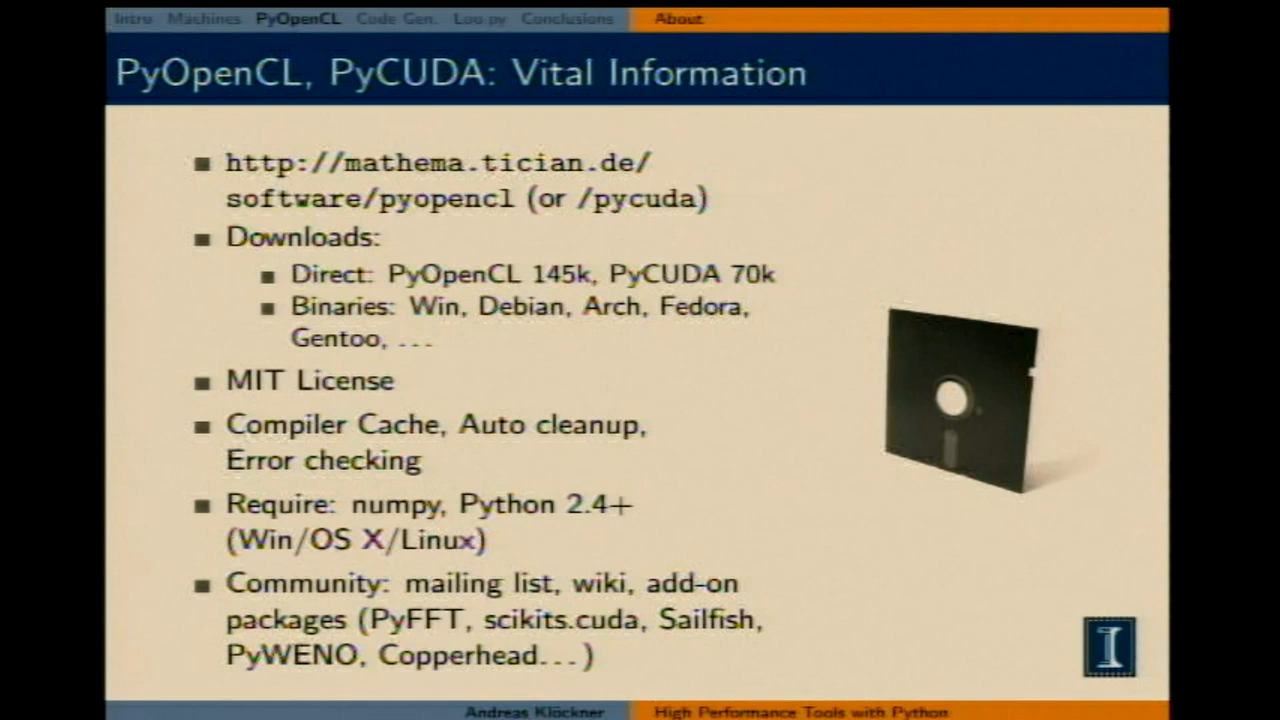 Intro Machines PyOpenCL Code Gen. Loo.py Conclusions About
PyOpenCL, PyCUDA: Vital Information
http://mathema.tician.de/
software/pyopencl (or /pycuda)
Downloads:
Direct: PyOpenCL 145k, PyCUDA 70k
Binaries: Win, Debian, Arch, Fedora,
Gentoo, ...
MIT License
Compiler Cache, Auto cleanup,
Error checking
Require: numpy, Python 2.4+
(Win/OS X/Linux)
Community: mailing list, wiki, add-on
packages (PyFFT, scikits.cuda, Sailfish,
PyWENO, Copperhead...)
I
Andreas Klöckner High Performance Tools with Python